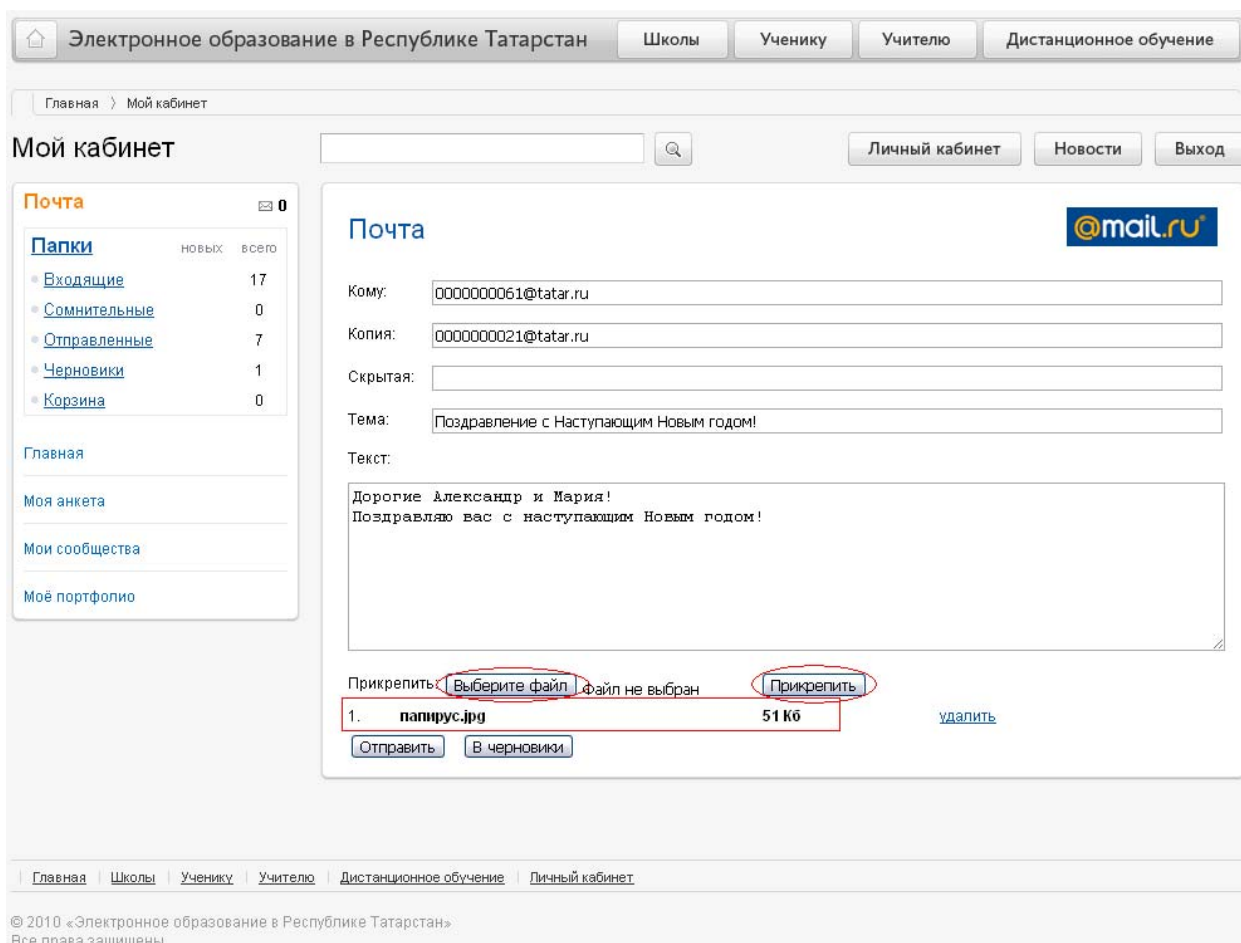 Электронное образование в Республике Татарстан Школы Ученику Учителю Дистанционное обучение
Главная 〉 Мой кабинет
Мой кабинет Личный кабинет Новости Выход
Почта 0
Папки новых всего
Входящие 17
Сомнительные 0
Отправленные 7
Черновики 1
Корзина 0
Главная
Моя анкета
Мои сообщества
Моё портфолио
Почта @mail.ru
Кому: 0000000061@tatar.ru
Копия: 0000000021@tatar.ru
Скрытая:
Тема: Поздравление с Наступающим Новым годом!
Текст:
Дорогие Александр и Мария!
Поздравляю вас с наступающим Новым годом!
Прикрепить: Выберите файл Файл не выбран Прикрепить
1. папирус.jpg 51 Кб удалить
Отправить В черновики
Главная Школы Ученику Учителю Дистанционное обучение Личный кабинет
© 2010 «Электронное образование в Республике Татарстан»
Все права защищены